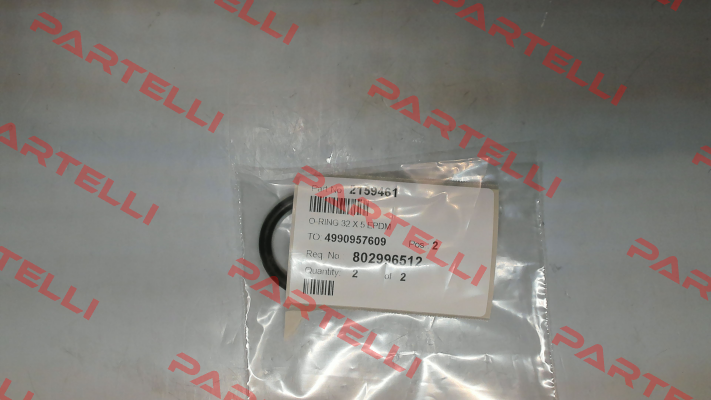 PARTELLI
PARTELLI
PARTELLI
PARTELLI
PARTELLI
PARTELLI
PARTELLI
PARTELLI
PARTELLI
Part No. 2159461
O-RING 32 X 5 EPDM
TO 4990957609 Pos 2
Req. No. 802996512
Quantity: 2 of 2